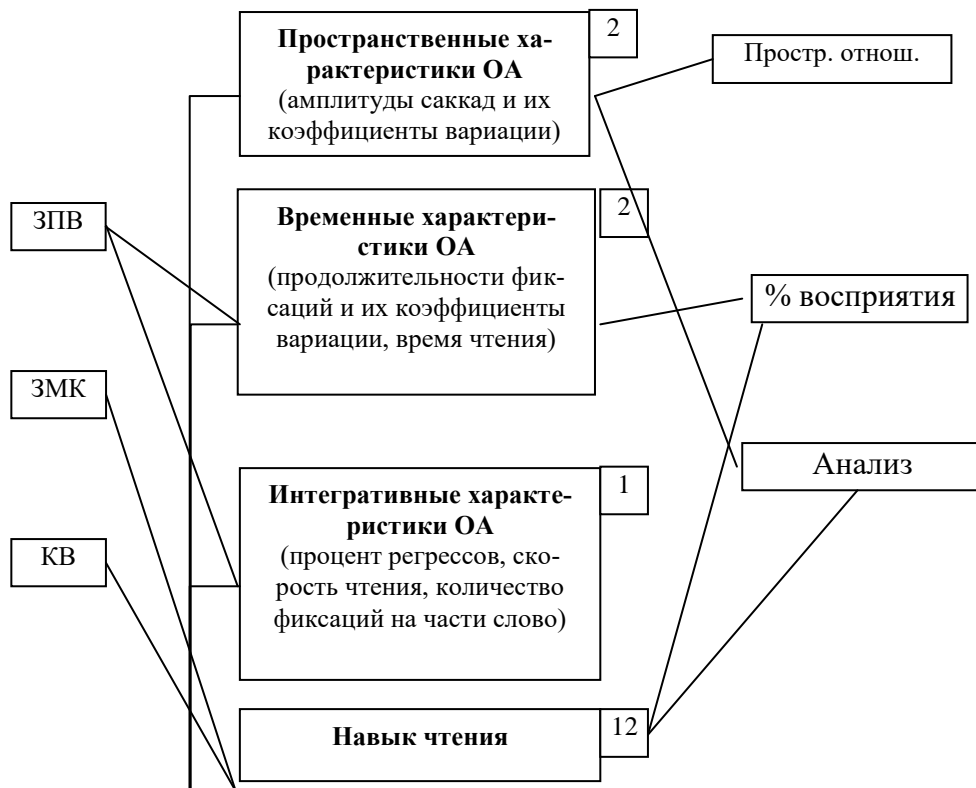 Пространственные ха-
рактеристики ОА
(амплитуды саккад и их
коэффициенты вариации)
2
Простр. отнош.
ЗПВ
Временные характери-
стики ОА
(продолжительности фик-
саций и их коэффициенты
вариации, время чтения)
2
% восприятия
ЗМК
Интегративные характе-
ристики ОА
(процент регрессов, ско-
рость чтения, количество
фиксаций на части слово)
1
Анализ
КВ
Навык чтения
12